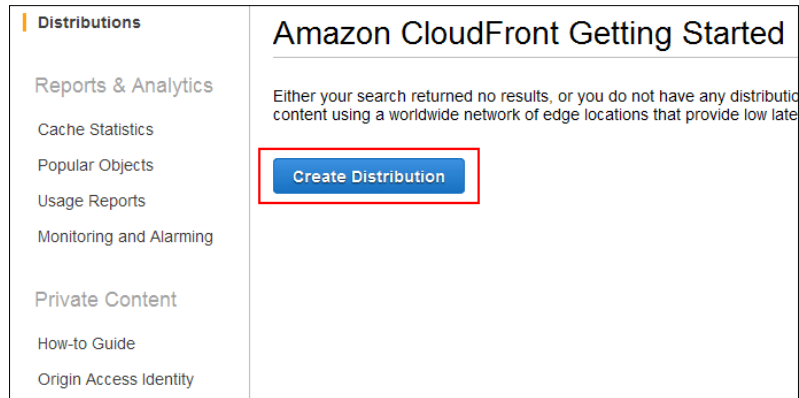 Distributions
Reports & Analytics
Cache Statistics
Popular Objects
Usage Reports
Monitoring and Alarming
Private Content
How-to Guide
Origin Access Identity
Amazon CloudFront Getting Started
Either your search returned no results, or you do not have any
content using a worldwide network of edge locations that provide low
Create Distribution